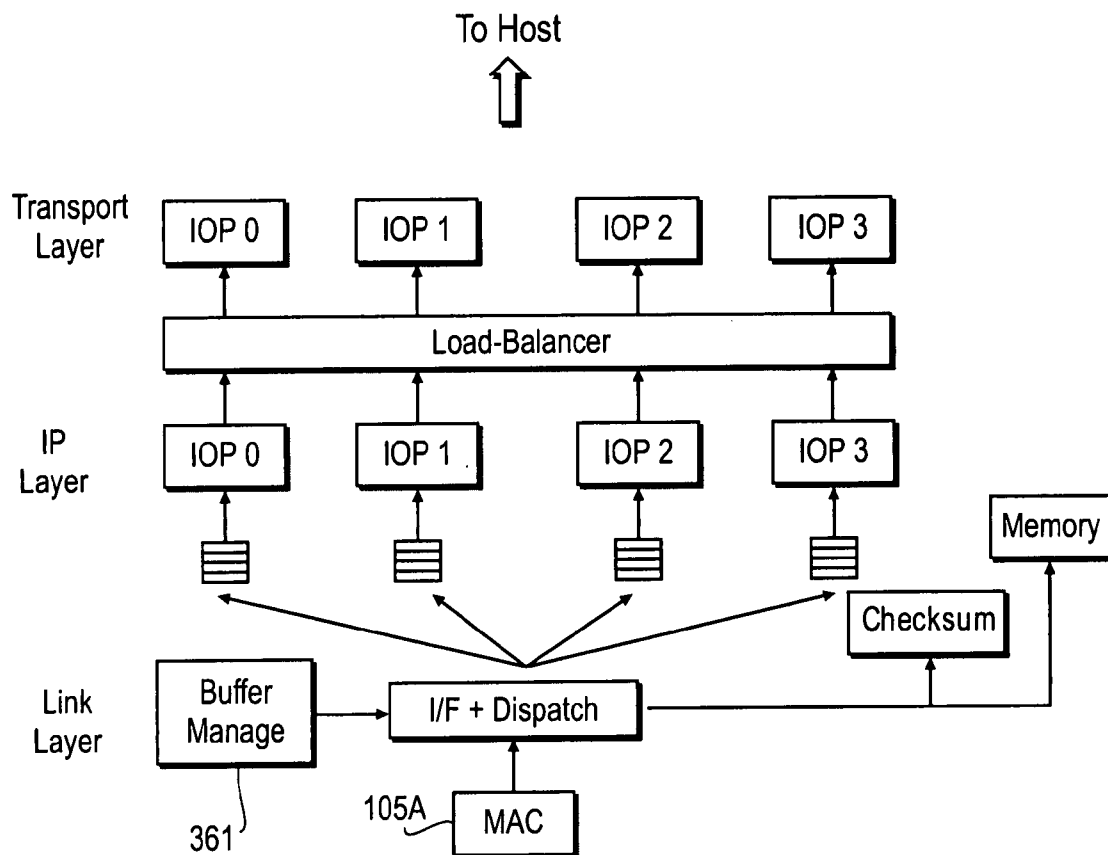 To Host
Transport
Layer
IOP 0
IOP 1
IOP 2
IOP 3
Load-Balancer
IP
Layer
IOP 0
IOP 1
IOP 2
IOP 3
Memory
Checksum
Link
Layer
Buffer
Manage
I/F + Dispatch
361
105A
MAC